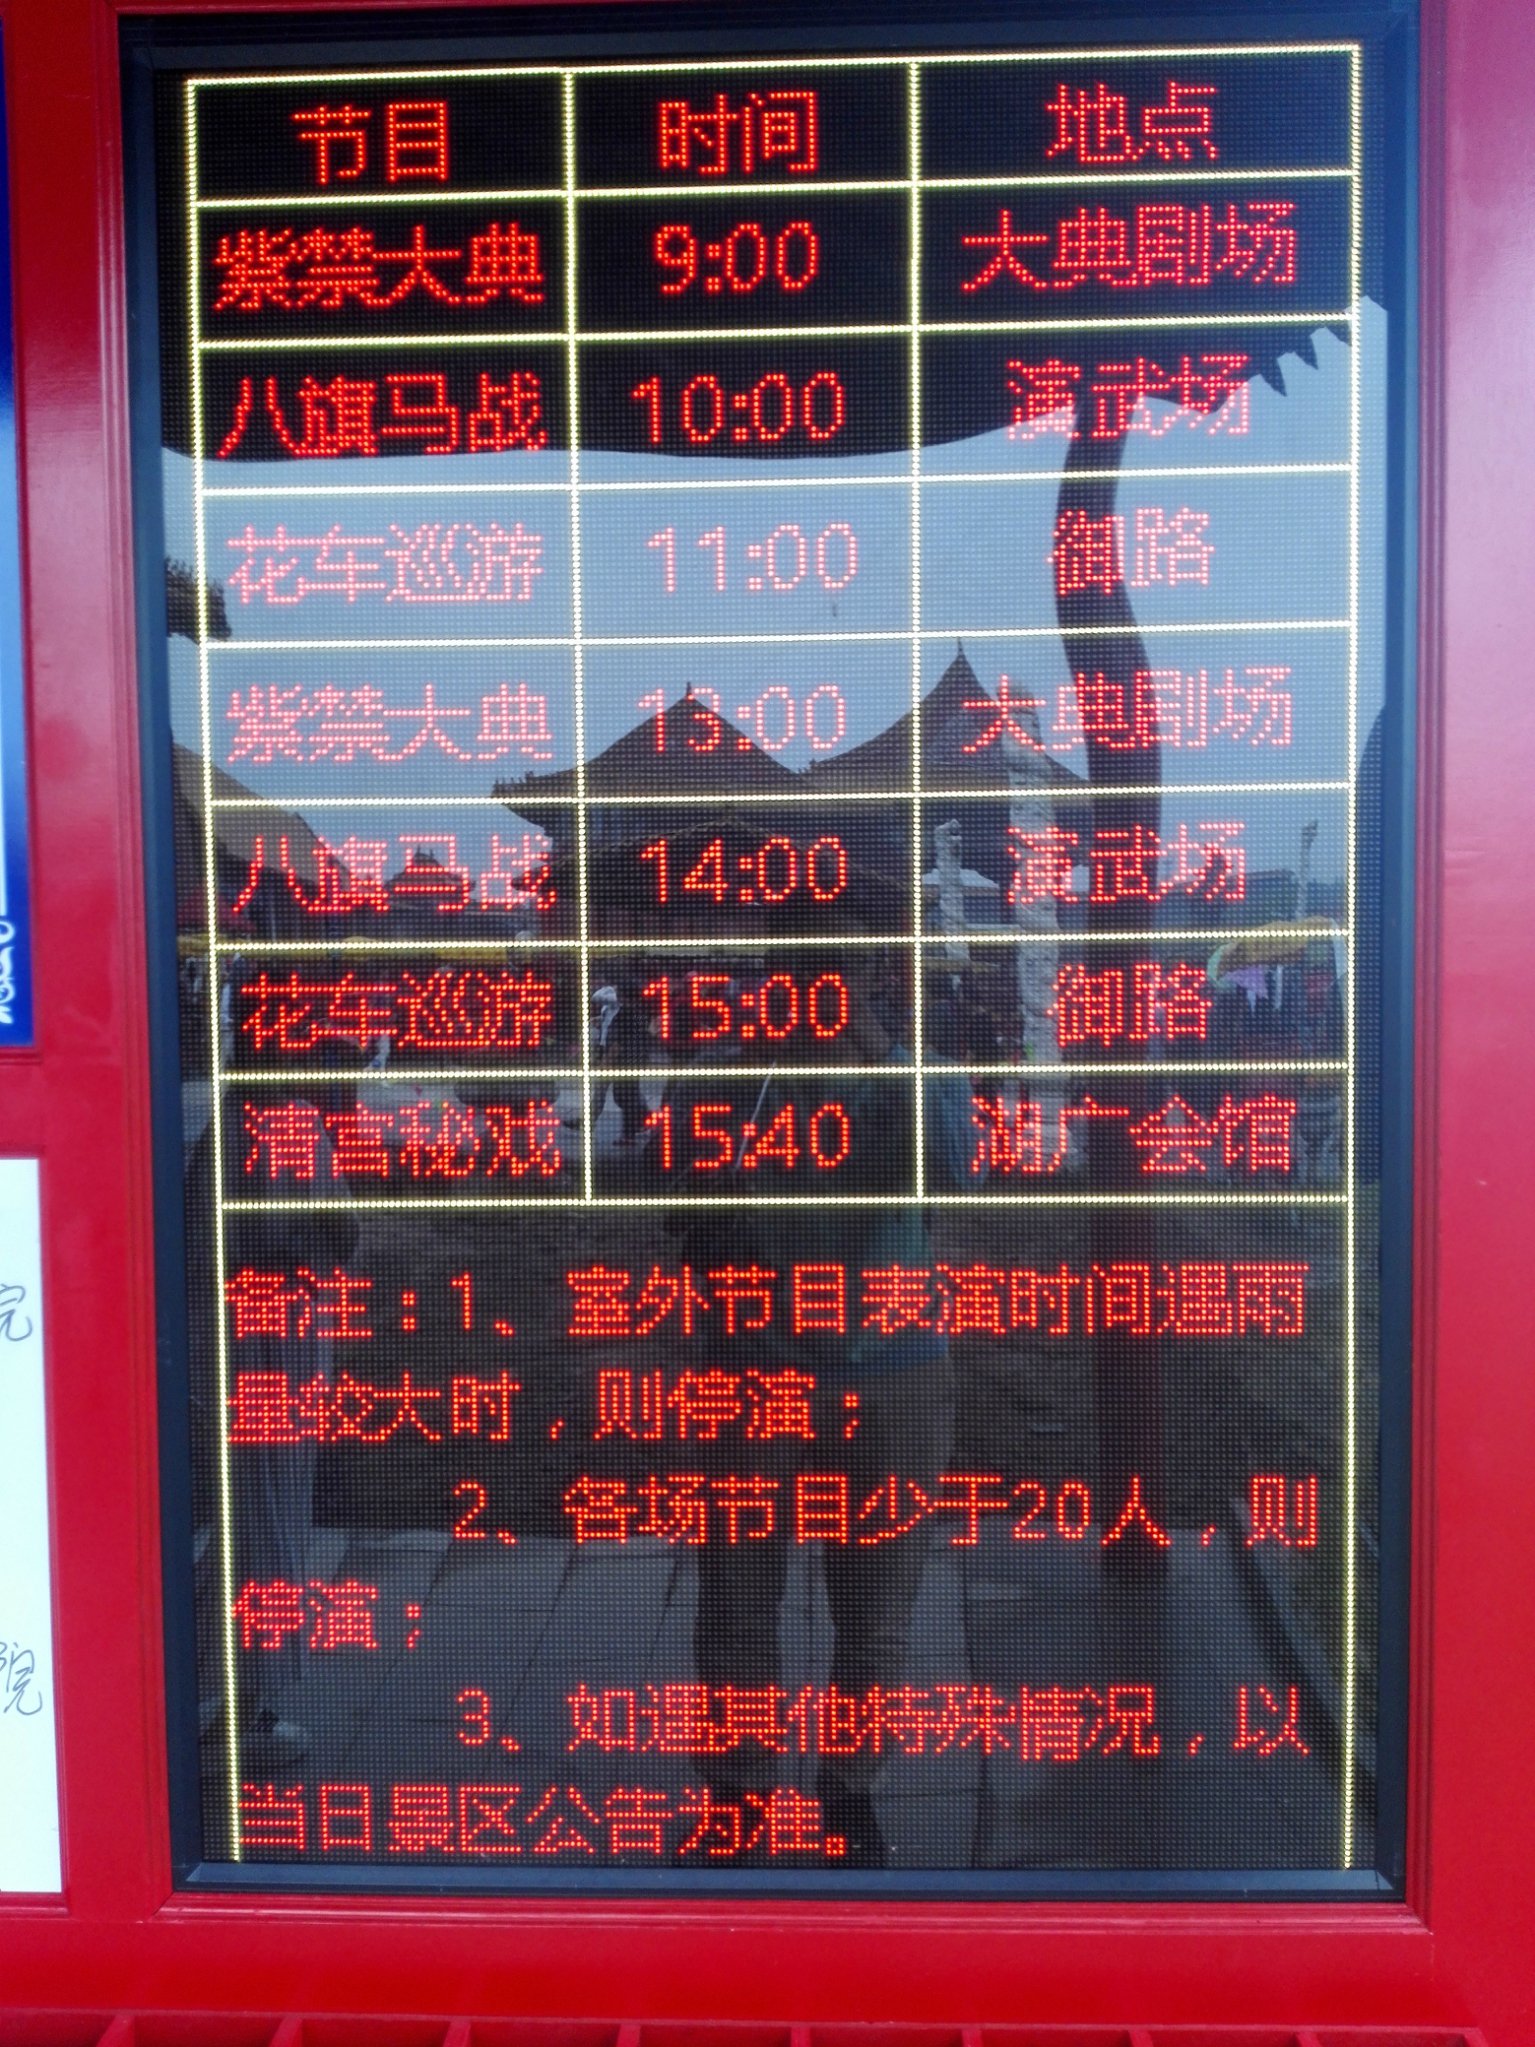 节目 时间 地点
紫禁大典 9:00 大典剧场
八旗马战 10:00 演武场
花车巡游 11:00 御路
紫禁大典 13:00 大典剧场
八旗马战 14:00 演武场
花车巡游 15:00 御路
清宫秘戏 15:40 湖广会馆
备注：1、室外节目表演时间遇雨
量较大时，则停演；
2、各场节目少于20人，则
停演；
3、如遇其他特殊情况，以
当日景区公告为准。
完
院